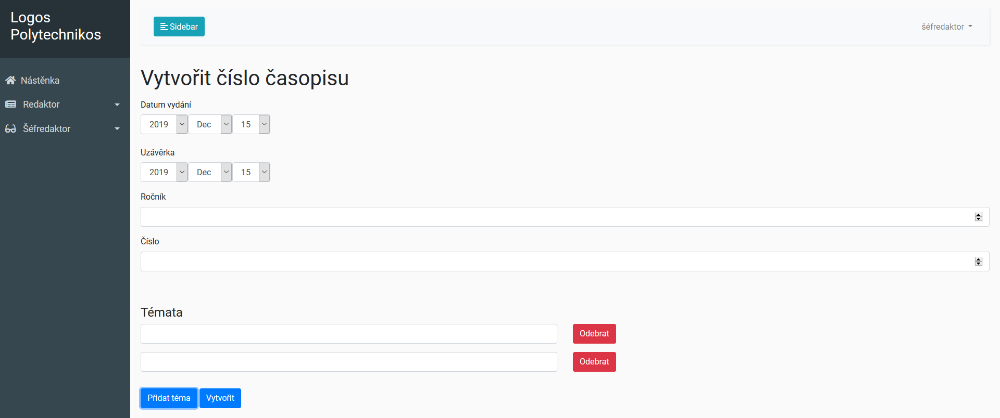 Logos
Polytechnikos
Sidebar
šéfredaktor
Nástěnka
Redaktor
Šéfredaktor
Vytvořit číslo časopisu
Datum vydání
2019 Dec 15
Uzávěrka
2019 Dec 15
Ročník
Číslo
Témata
Odebrat
Odebrat
Přidat téma Vytvořit